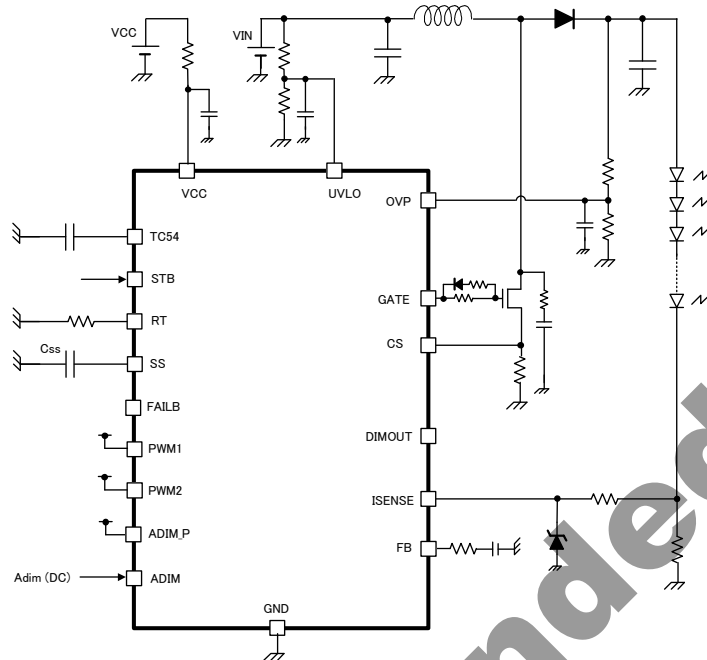 VCC
VIN
VCC
UVLO
OVP
TC54
STB
GATE
RT
CS
Css
SS
FAILB
DIMOUT
PWM1
PWM2
ISENSE
ADIM_P
FB
Adim (DC)
ADIM
GND
nded